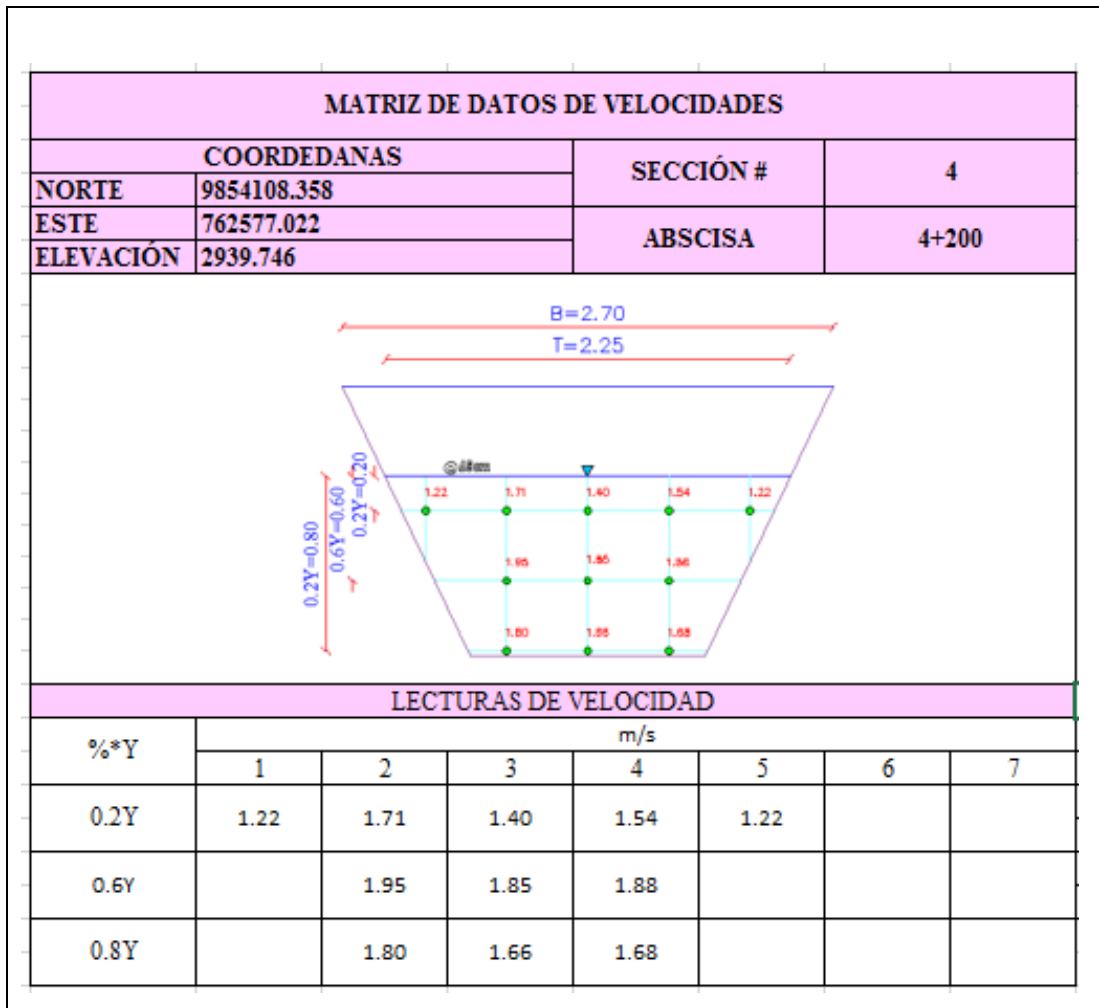 MATRIZ DE DATOS DE VELOCIDADES
COORDEDANAS
SECCIÓN #
4
NORTE
9854108.358
ESTE
762577.022
ABSCISA
4+200
ELEVACIÓN
2939.746
B=2.70
T=2.25
0.2Y=0.20
0.6Y=0.60
0.2Y=0.80
1.22 1.71 1.40 1.54 1.22
1.95 1.85
1.80 1.68
LECTURAS DE VELOCIDAD
%*Y
m/s
1 2 3 4 5 6 7
0.2Y 1.22 1.71 1.40 1.54 1.22
0.6Y 1.95 1.85 1.88
0.8Y 1.80 1.66 1.68